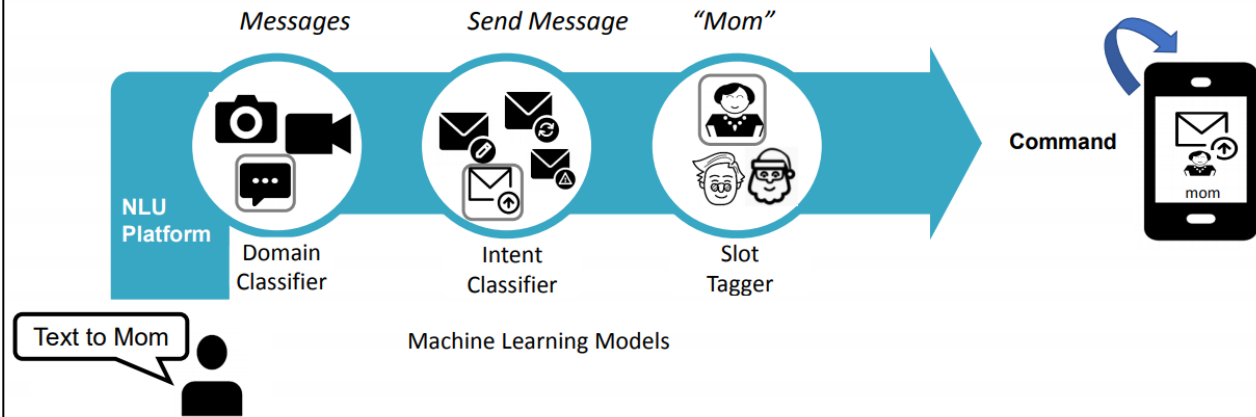 Messages
Send Message
“Mom”
Command
mom
NLU
Platform
Domain
Classifier
Intent
Classifier
Slot
Tagger
Text to Mom
Machine Learning Models